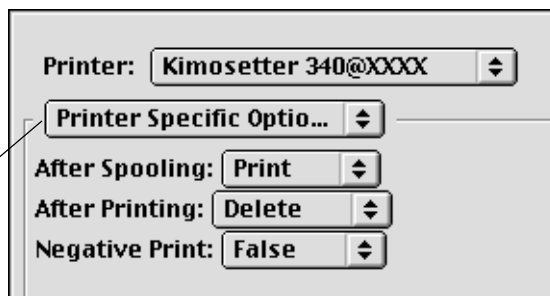 Printer: Kimosetter 340@XXXX
Printer Specific Optio...
After Spooling: Print
After Printing: Delete
Negative Print: False